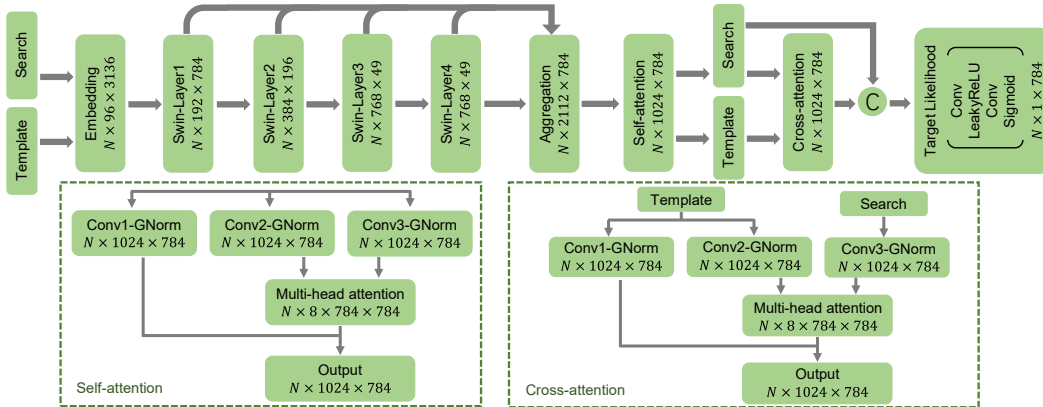 Search
Template
Embedding
N × 96 × 3136
Swin-Layer1
N × 192 × 784
Swin-Layer2
N × 384 × 196
Swin-Layer3
N × 768 × 49
Swin-Layer4
N × 768 × 49
Aggregation
N × 2112 × 784
Self-attention
N × 1024 × 784
Search
Template
Cross-attention
N × 1024 × 784
C
Target Likelihood
Conv
LeakyReLU
Conv
Sigmoid
N × 1 × 784
Conv1-GNorm
N × 1024 × 784
Conv2-GNorm
N × 1024 × 784
Conv3-GNorm
N × 1024 × 784
Multi-head attention
N × 8 × 784 × 784
Output
N × 1024 × 784
Self-attention
Template
Search
Conv1-GNorm
N × 1024 × 784
Conv2-GNorm
N × 1024 × 784
Conv3-GNorm
N × 1024 × 784
Multi-head attention
N × 8 × 784 × 784
Output
N × 1024 × 784
Cross-attention